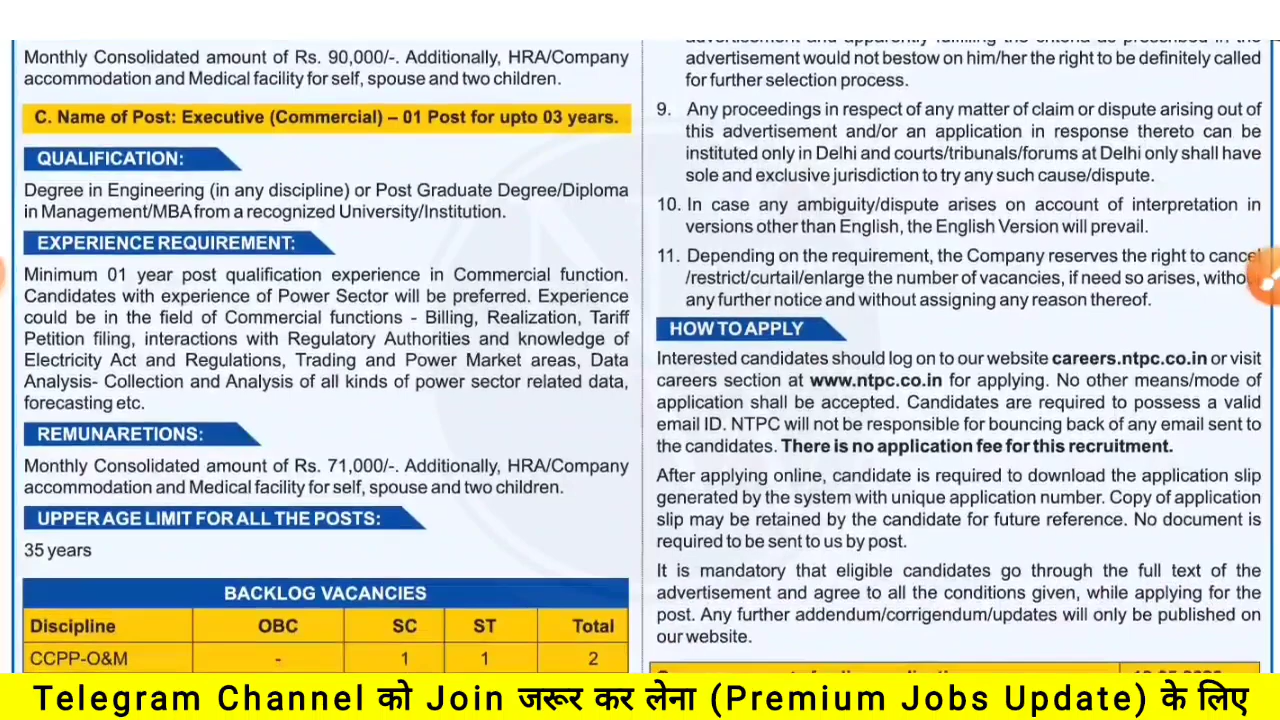 Monthly Consolidated amount of Rs. 90,000/-. Additionally, HRA/Company
accommodation and Medical facility for self, spouse and two children.
C. Name of Post: Executive (Commercial) – 01 Post for upto 03 years.
QUALIFICATION:
Degree in Engineering (in any discipline) or Post Graduate Degree/Diploma
in Management/MBA from a recognized University/Institution.
EXPERIENCE REQUIREMENT:
Minimum 01 year post qualification experience in Commercial function.
Candidates with experience of Power Sector will be preferred. Experience
could be in the field of Commercial functions - Billing, Realization, Tariff
Petition filing, interactions with Regulatory Authorities and knowledge of
Electricity Act and Regulations, Trading and Power Market areas, Data
Analysis- Collection and Analysis of all kinds of power sector related data,
forecasting etc.
REMUNARETIONS:
Monthly Consolidated amount of Rs. 71,000/-. Additionally, HRA/Company
accommodation and Medical facility for self, spouse and two children.
UPPER AGE LIMIT FOR ALL THE POSTS:
35 years
BACKLOG VACANCIES
Discipline OBC SC ST Total
CCPP-O&M - 1 1 2
advertisement and apparently fulfilling the criteria as prescribed in the
advertisement would not bestow on him/her the right to be definitely called
for further selection process.
9. Any proceedings in respect of any matter of claim or dispute arising out of
this advertisement and/or an application in response thereto can be
instituted only in Delhi and courts/tribunals/forums at Delhi only shall have
sole and exclusive jurisdiction to try any such cause/dispute.
10. In case any ambiguity/dispute arises on account of interpretation in
versions other than English, the English Version will prevail.
11. Depending on the requirement, the Company reserves the right to cancel
/restrict/curtail/enlarge the number of vacancies, if need so arises,
any further notice and without assigning any reason thereof.
HOW TO APPLY
Interested candidates should log on to our website careers.ntpc.co.in or visit
careers section at www.ntpc.co.in for applying. No other means/mode of
application shall be accepted. Candidates are required to possess a valid
email ID. NTPC will not be responsible for bouncing back of any email sent to
the candidates. There is no application fee for this recruitment.
After applying online, candidate is required to download the application slip
generated by the system with unique application number. Copy of application
slip may be retained by the candidate for future reference. No document is
required to be sent to us by post.
It is mandatory that eligible candidates go through the full text of the
advertisement and agree to all the conditions given, while applying for the
post. Any further addendum/corrigendum/updates will only be published on
our website.
Telegram Channel को Join जरूर कर लेना (Premium Jobs Update) के लिए